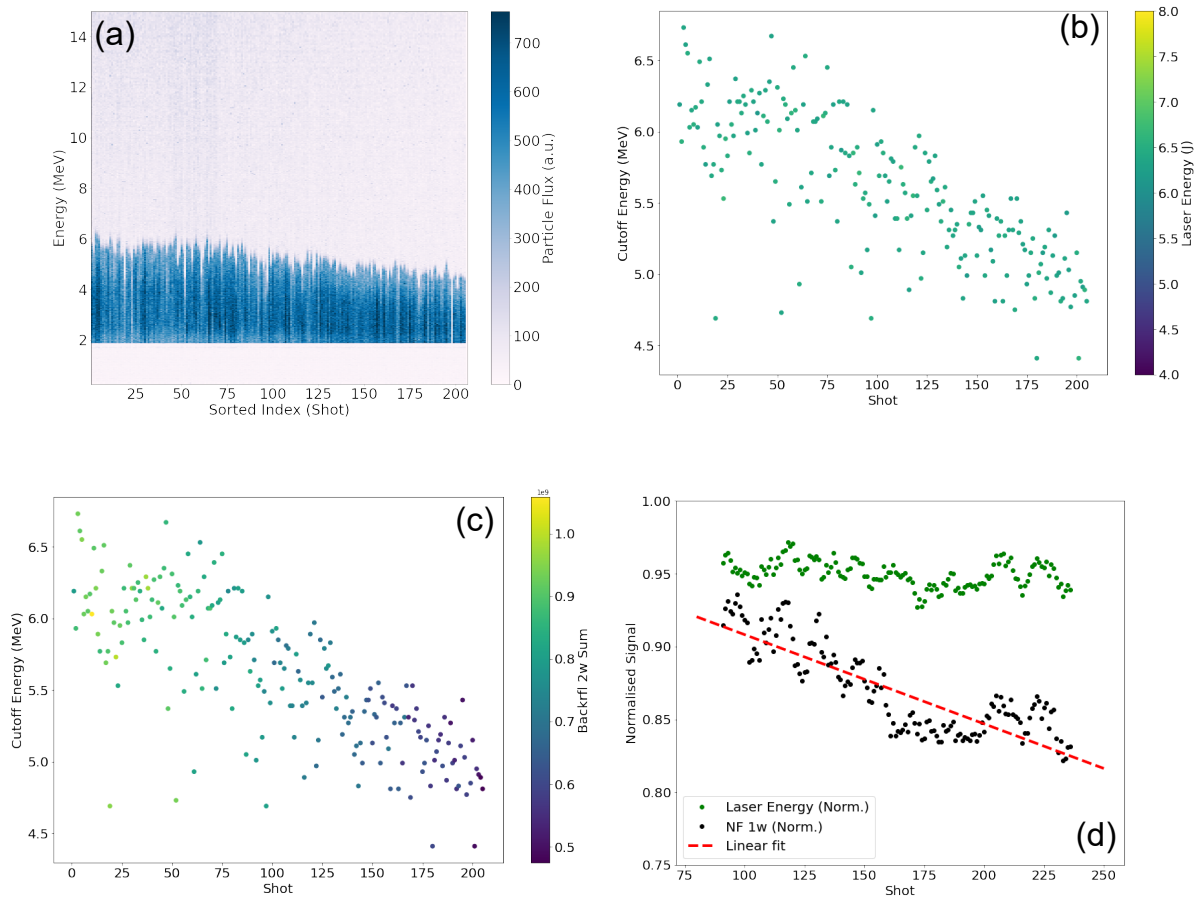 (a)
14
12
10
8
6
4
2
Energy (MeV)
25 50 75 100 125 150 175 200
Sorted Index (Shot)
700
600
500
400
300
200
100
0
Particle Flux (a.u.)
(b)
6.5
6.0
5.5
5.0
4.5
Cutoff Energy (MeV)
0 25 50 75 100 125 150 175 200
Shot
8.0
7.5
7.0
6.5
6.0
5.5
5.0
4.5
4.0
Laser Energy (J)
(c)
6.5
6.0
5.5
5.0
4.5
Cutoff Energy (MeV)
0 25 50 75 100 125 150 175 200
Shot
1e9
1.0
0.9
0.8
0.7
0.6
0.5
Backrfl 2w Sum
1.00
0.95
0.90
0.85
0.80
0.75
Normalised Signal
Laser Energy (Norm.)
NF 1w (Norm.)
Linear fit
(d)
75 100 125 150 175 200 225 250
Shot